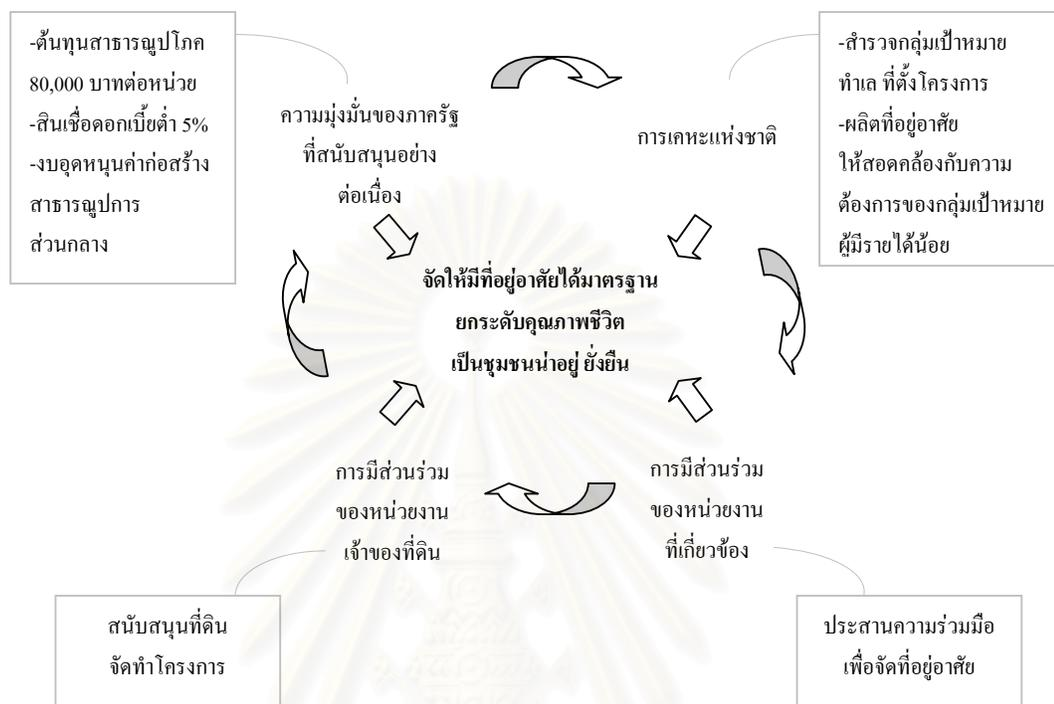 -ต้นทุนสาธารณูปโภค
80,000 บาทต่อหน่วย
-สินเชื่อดอกเบี้ยต่ำ 5%
-งบอุดหนุนค่าก่อสร้าง
สาธารณูปการ
ส่วนกลาง
ความมุ่งมั่นของภาครัฐ
ที่สนับสนุนอย่าง
ต่อเนื่อง
การเคหะแห่งชาติ
-สำรวจกลุ่มเป้าหมาย
ทำเล ที่ตั้งโครงการ
-ผลิตที่อยู่อาศัย
ให้สอดคล้องกับความ
ต้องการของกลุ่มเป้าหมาย
ผู้มีรายได้น้อย
จัดให้มีที่อยู่อาศัยได้มาตรฐาน
ยกระดับคุณภาพชีวิต
เป็นชุมชนน่าอยู่ ยั่งยืน
การมีส่วนร่วม
ของหน่วยงาน
เจ้าของที่ดิน
การมีส่วนร่วม
ของหน่วยงาน
ที่เกี่ยวข้อง
สนับสนุนที่ดิน
จัดทำโครงการ
ประสานความร่วมมือ
เพื่อจัดที่อยู่อาศัย